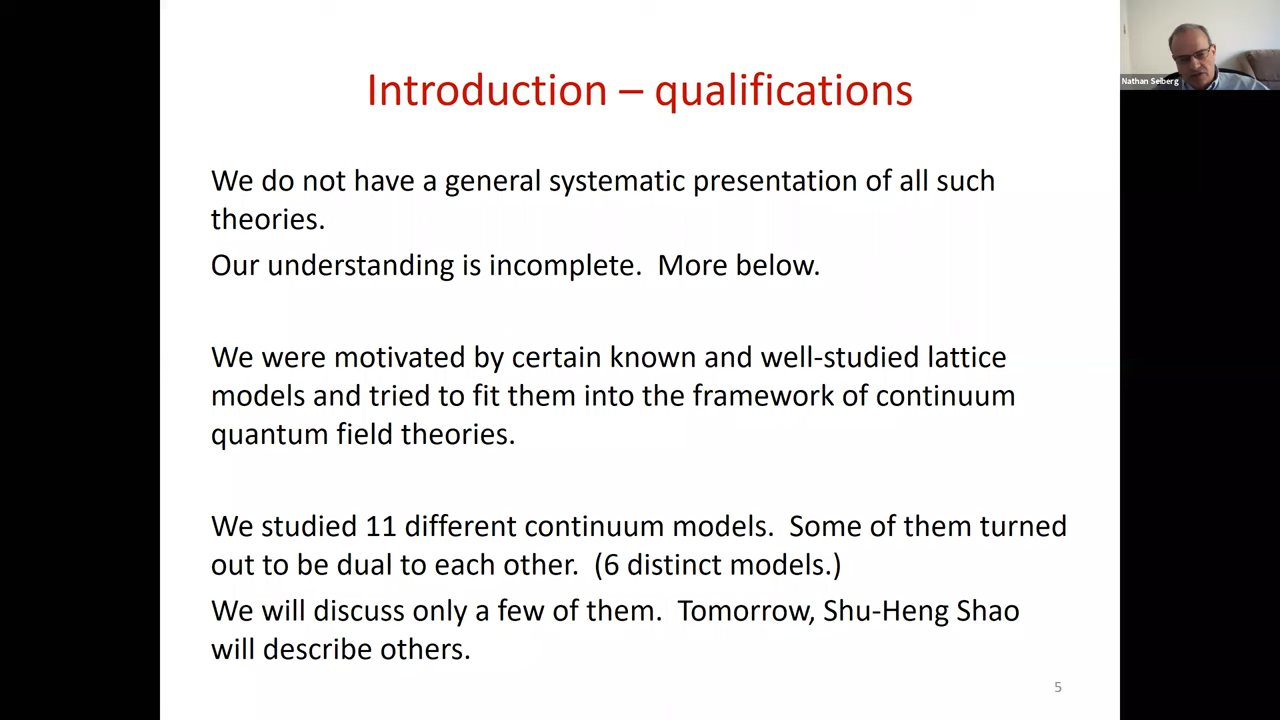 Introduction – qualifications
Nathan Seiberg
We do not have a general systematic presentation of all such
theories.
Our understanding is incomplete.  More below.
We were motivated by certain known and well-studied lattice
models and tried to fit them into the framework of continuum
quantum field theories.
We studied 11 different continuum models.  Some of them turned
out to be dual to each other.  (6 distinct models.)
We will discuss only a few of them.  Tomorrow, Shu-Heng Shao
will describe others.
5